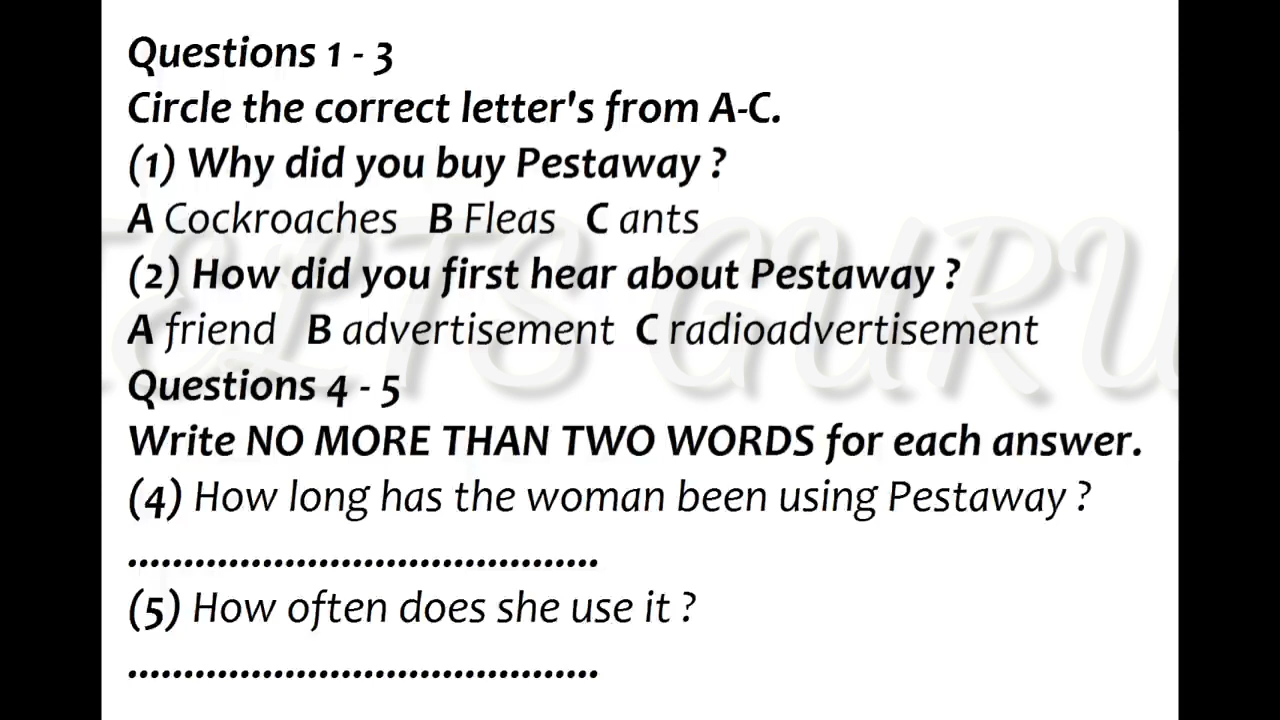 Questions 1 - 3
Circle the correct letter's from A-C.
(1) Why did you buy Pestaway ?
A Cockroaches B Fleas C ants
(2) How did you first hear about Pestaway ?
A friend B advertisement C radioadvertisement
IELTS GURU
Questions 4 - 5
Write NO MORE THAN TWO WORDS for each answer.
(4) How long has the woman been using Pestaway ?
..........................................
(5) How often does she use it ?
..........................................